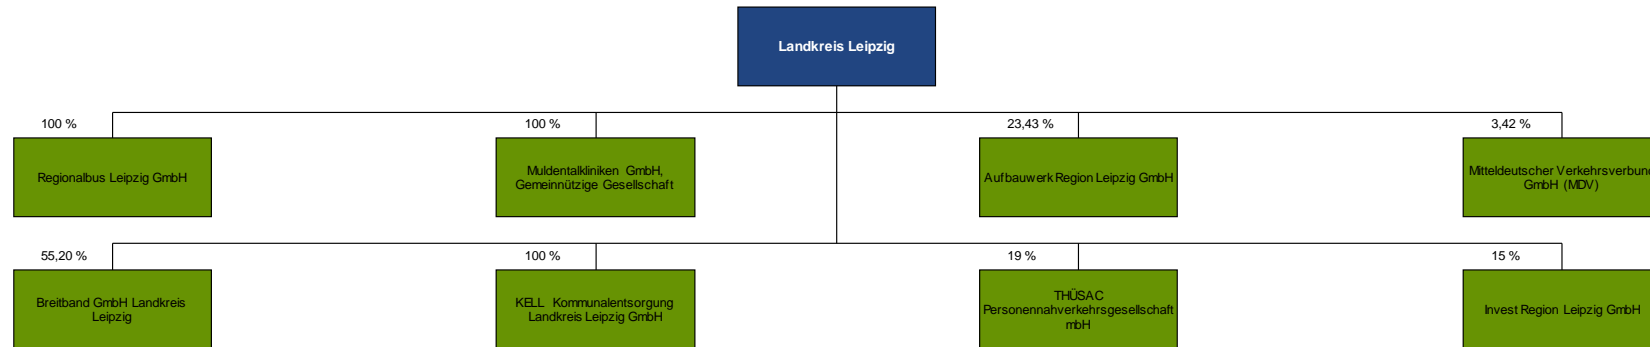 Landkreis Leipzig
100 %
100 %
23,43 %
3,42 %
Regionalbus Leipzig GmbH
Muldentalkliniken GmbH,
Gemeinnützige Gesellschaft
Aufbauwerk Region Leipzig GmbH
Mitteldeutscher Verkehrsverbund
GmbH (MDV)
55,20 %
100 %
19 %
15 %
Breitband GmbH Landkreis
Leipzig
KELL Kommunalentsorgung
Landkreis Leipzig GmbH
THÜSAC
Personennahverkehrsgesellschaft
mbH
Invest Region Leipzig GmbH